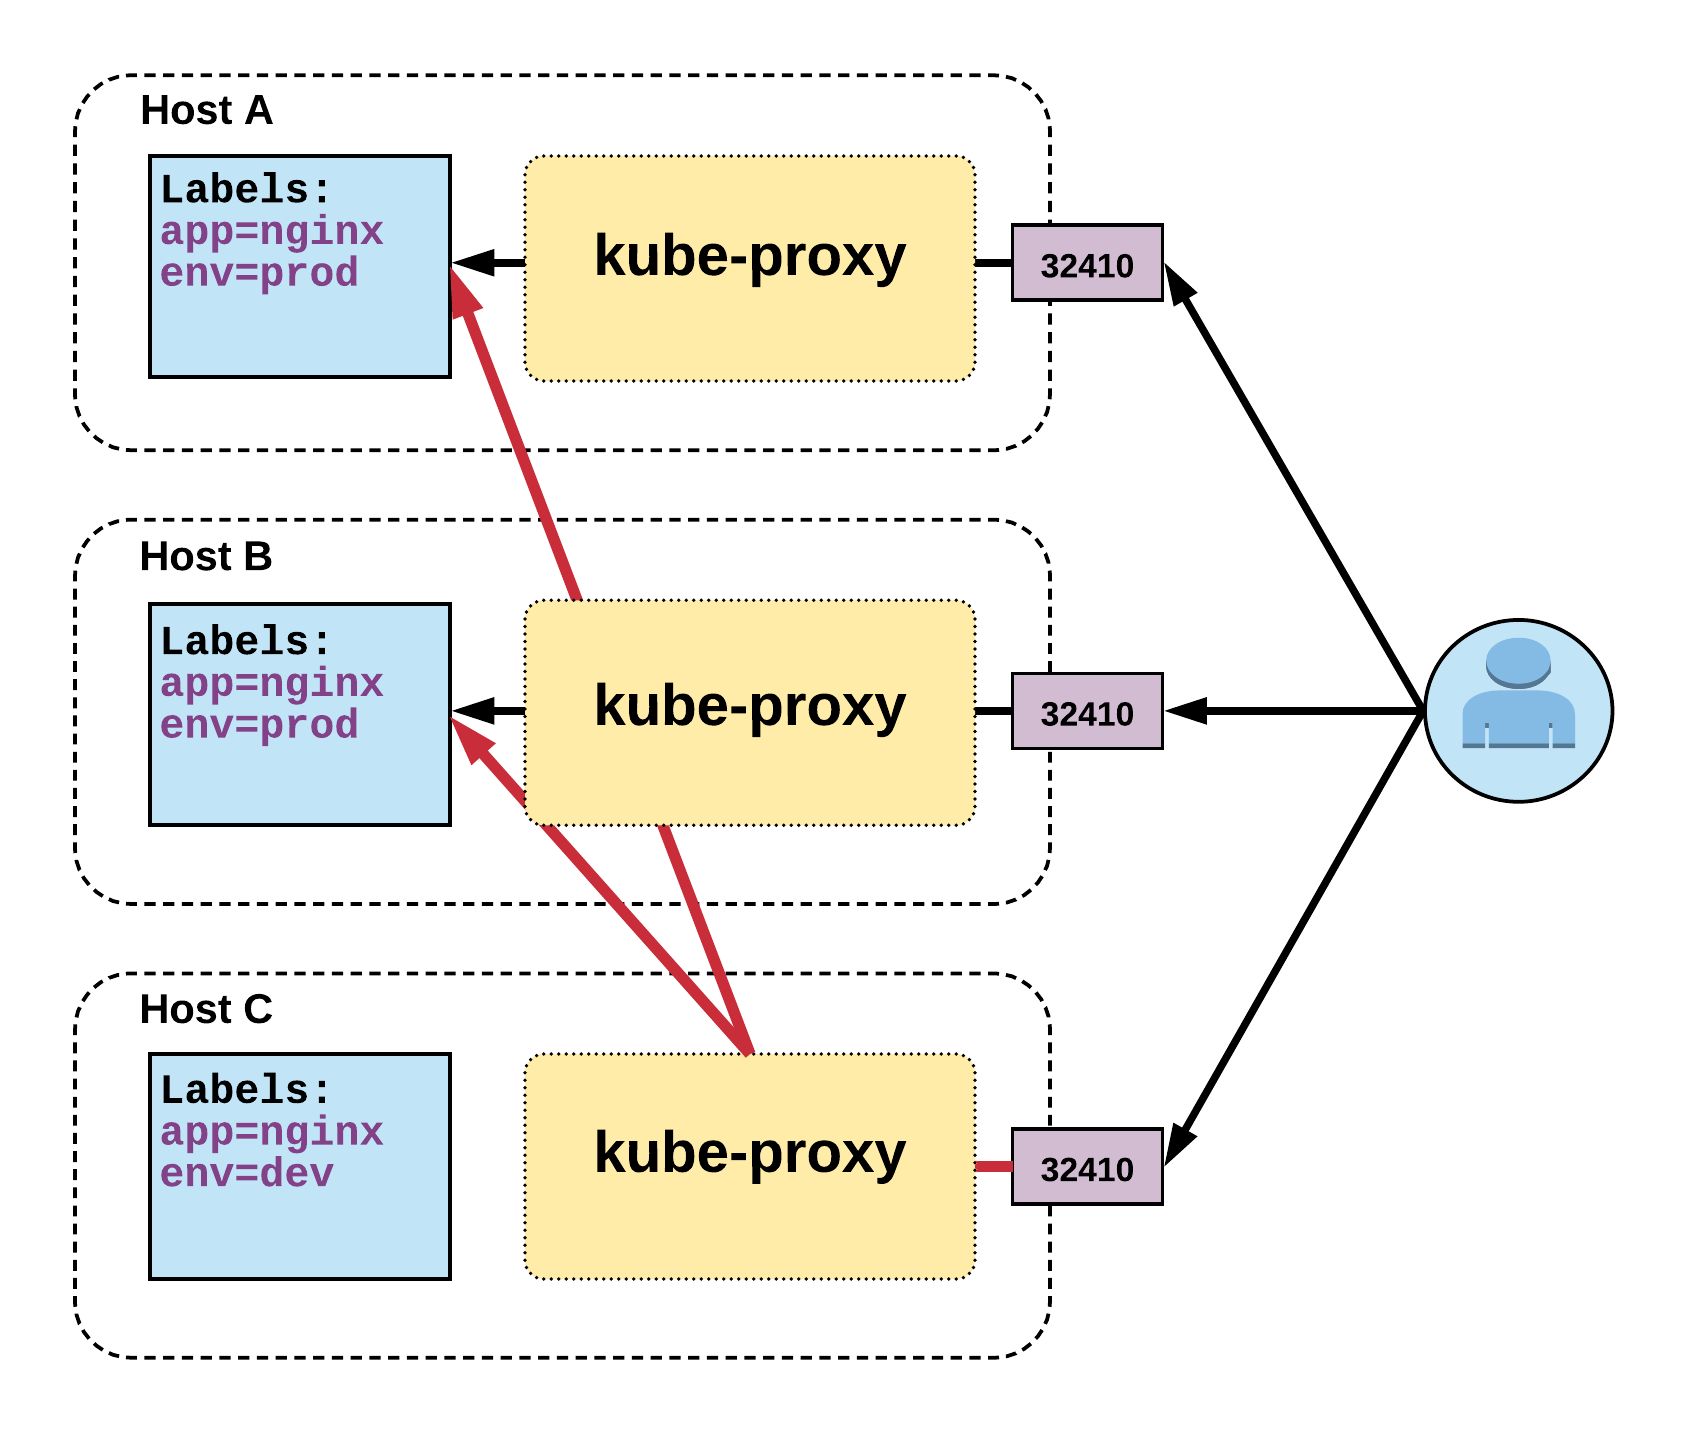 Host A
Labels:
app=nginx
env=prod
kube-proxy
32410
Host B
Labels:
app=nginx
env=prod
kube-proxy
32410
Host C
Labels:
app=nginx
env=dev
kube-proxy
32410